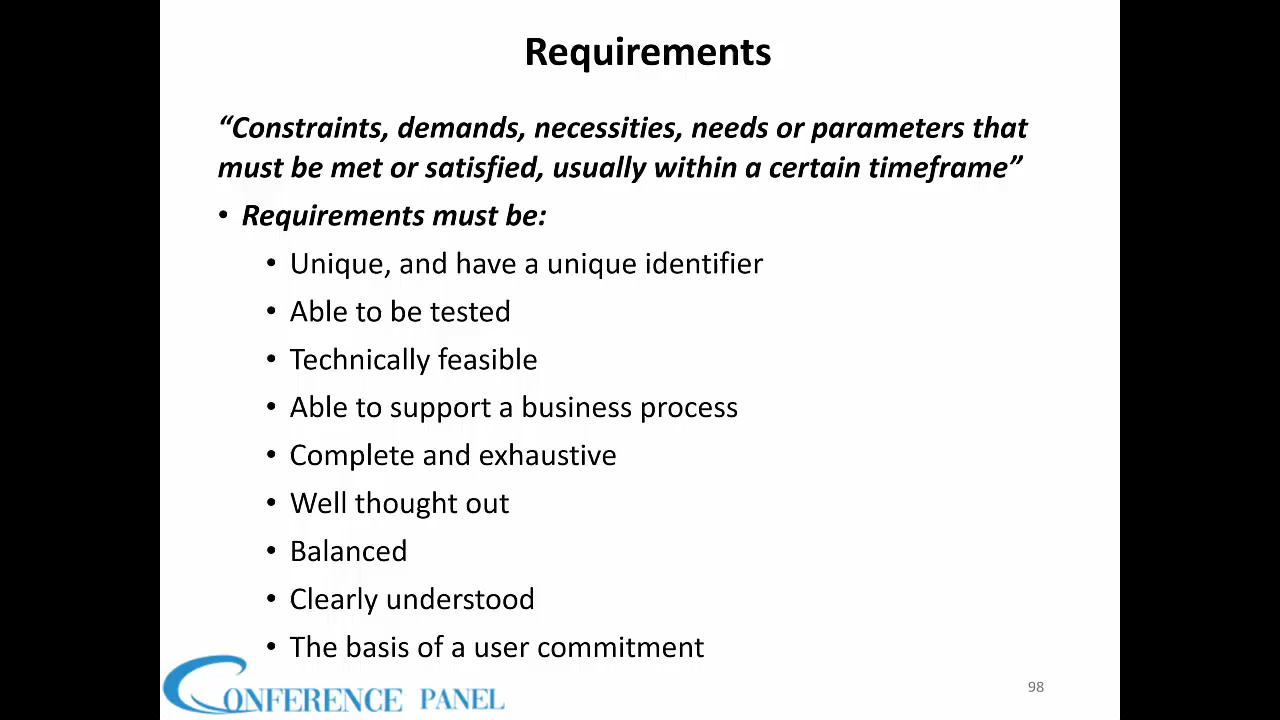 Requirements
“Constraints, demands, necessities, needs or parameters that
must be met or satisfied, usually within a certain timeframe”
• Requirements must be:
• Unique, and have a unique identifier
• Able to be tested
• Technically feasible
• Able to support a business process
• Complete and exhaustive
• Well thought out
• Balanced
• Clearly understood
• The basis of a user commitment
CONFERENCE PANEL
98